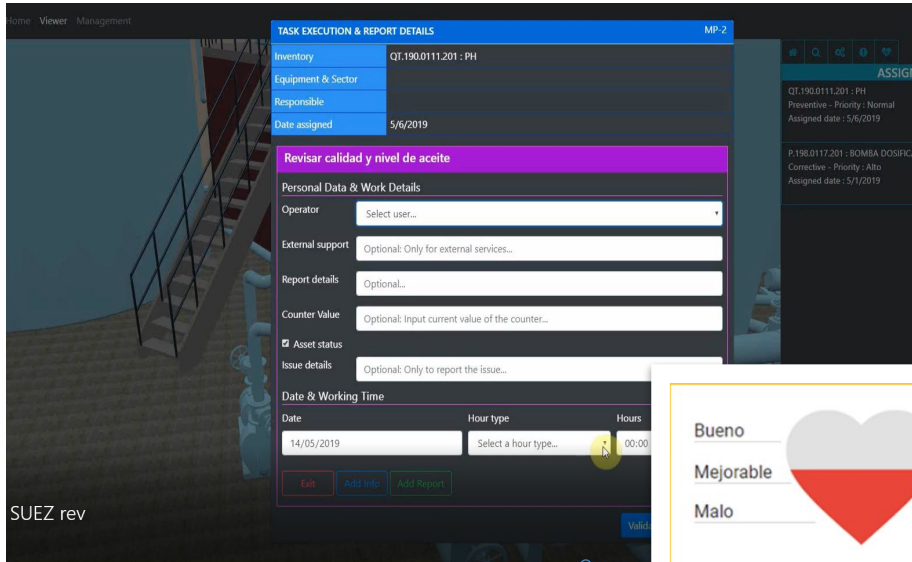 Home Viewer Management
TASK EXECUTION & REPORT DETAILS MP-2
Inventory QT.190.0111.201 : PH
Equipment & Sector
Responsible
Date assigned 5/6/2019
Revisar calidad y nivel de aceite
Personal Data & Work Details
Operator Select user...
External support Optional: Only for external services...
Report details Optional...
Counter Value Optional: Input current value of the counter...
Asset status
Issue details Optional: Only to report the issue...
Date & Working Time
Date Hour type Hours
14/05/2019 Select a hour type... 00:00
Exit Add Info Add Report
QT.190.0111.201 : PH
Preventive - Priority : Normal
Assigned date : 5/6/2019
P.198.0117.201 : BOMBA
Corrective - Priority : Alto
Assigned date : 5/1/2019
Bueno
Mejorable
Malo
SUEZ rev